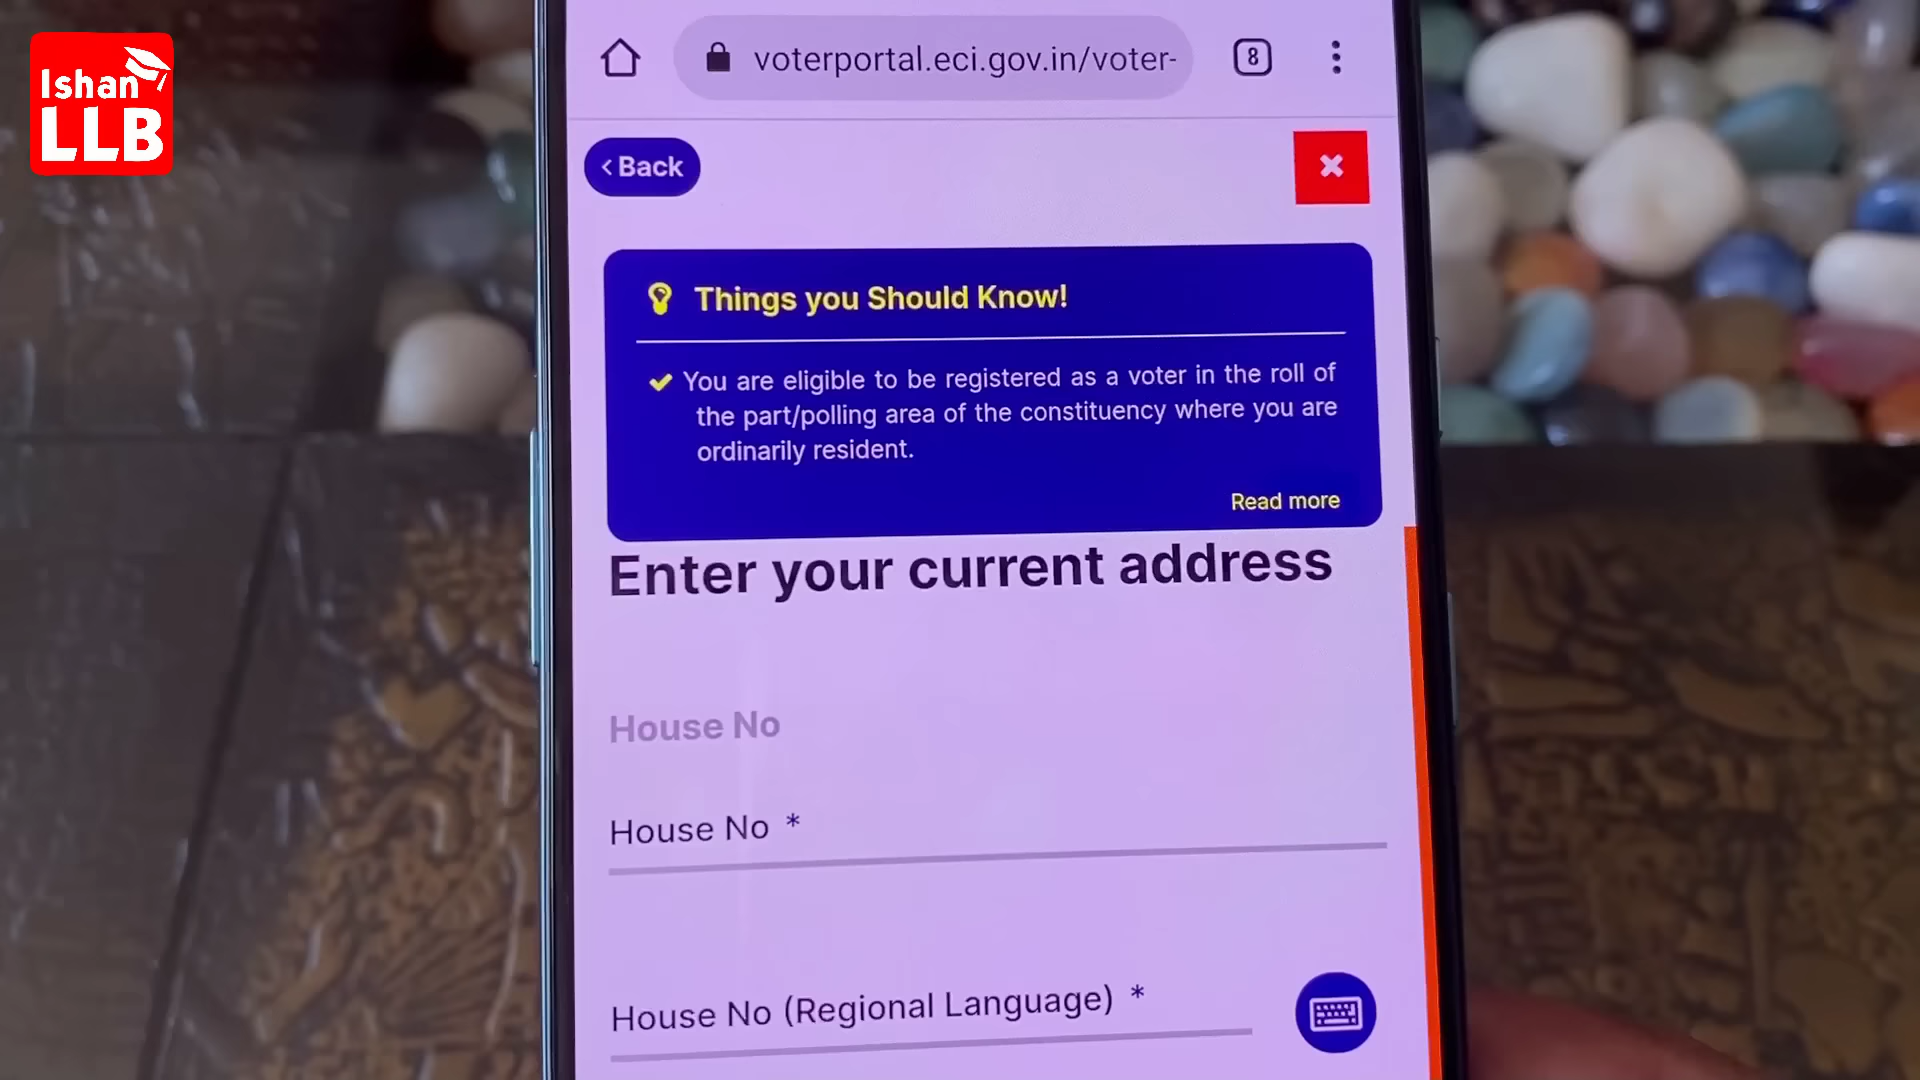 Ishan
LLB
voterportal.eci.gov.in/voter-
8
Back
Things you Should Know!
You are eligible to be registered as a voter in the roll of
the part/polling area of the constituency where you are
ordinarily resident.
Read more
Enter your current address
House No
House No *
House No (Regional Language) *